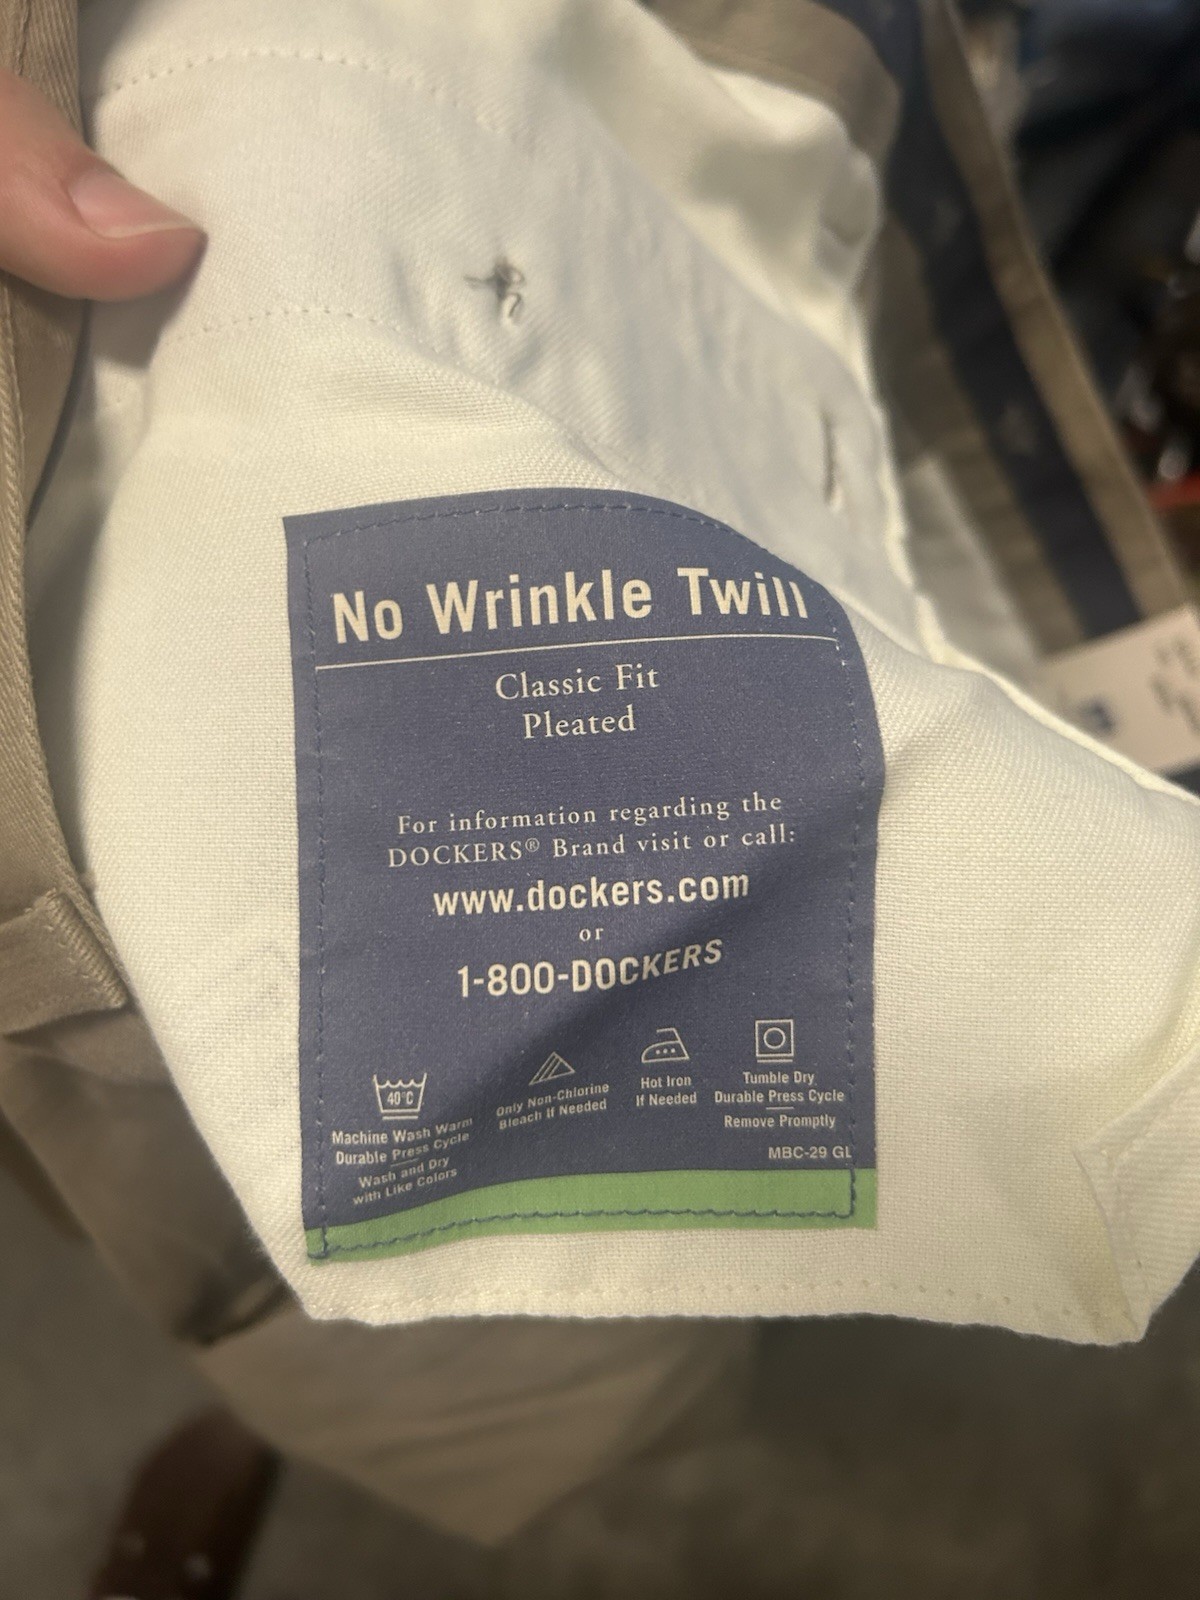 No Wrinkle Twill
Classic Fit
Pleated
For information regarding the
DOCKERS® Brand visit or call:
www.dockers.com
or
1-800-DOCKERS
40°C
Machine Wash Warm
Durable Press Cycle
Wash and Dry
with Like Colors
Only Non-Chlorine
Bleach If Needed
Hot Iron
If Needed
Tumble Dry
Durable Press Cycle
Remove Promptly
MBC-29 GL